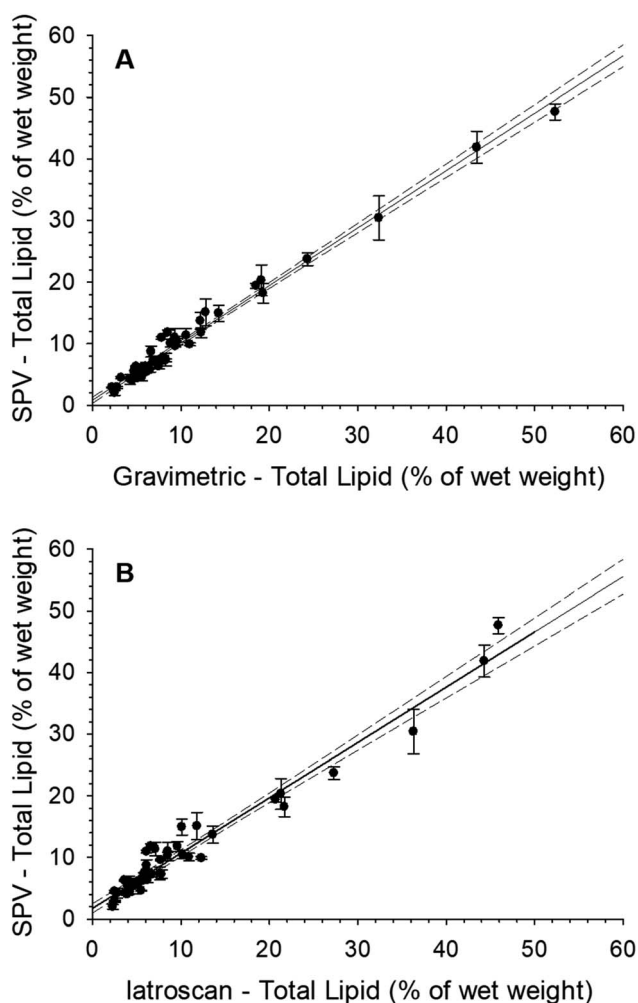 A
SPV - Total Lipid (% of wet weight)
60
50
40
30
20
10
0
0 10 20 30 40 50 60
Gravimetric - Total Lipid (% of wet weight)
B
SPV - Total Lipid (% of wet weight)
60
50
40
30
20
10
0
0 10 20 30 40 50 60
Iatroscan - Total Lipid (% of wet weight)